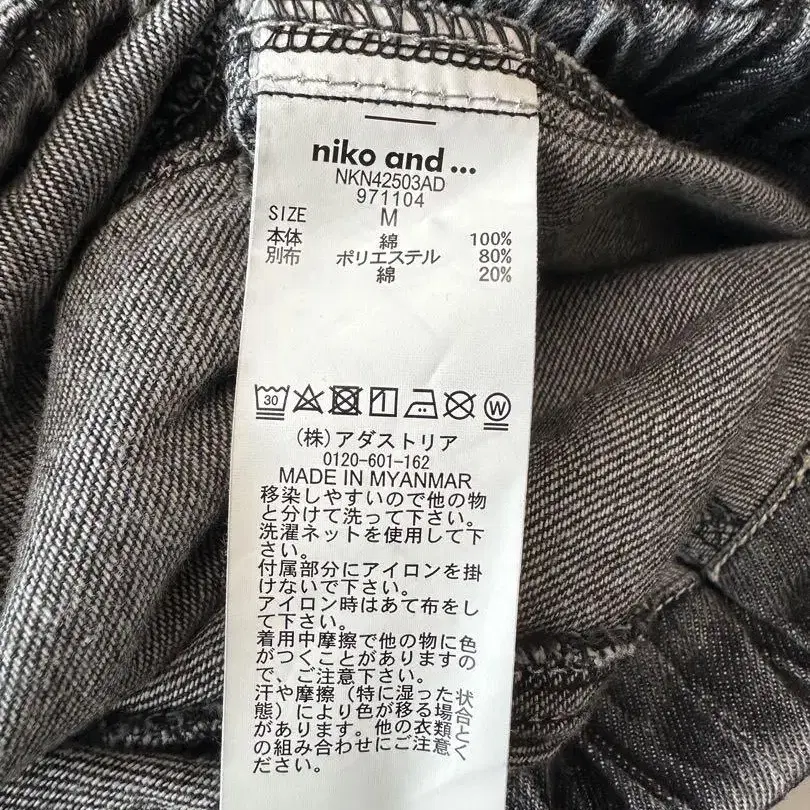 niko and ...
NKN42503AD
971104
SIZE M
本体 綿 100%
別布 ポリエステル 80%
綿 20%
30 W
(株)アダストリア
0120-601-162
MADE IN MYANMAR
移染しやすいので他の物
と分けて洗って下さい。
洗濯ネットを使用して下
さい。
付属部分にアイロンを掛
けないで下さい。
アイロン時はあて布をし
て下さい。
着用中摩擦で他の物に色
がつくことがありますの
で、ご注意下さい。
汗や摩擦（特に湿った状
態）により色が移る場合
があります。他の衣類と
の組み合わせにご注意く
ださい。